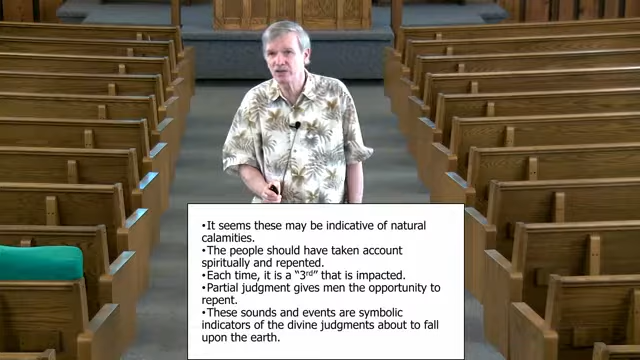 •It seems these may be indicative of natural
calamities.
•The people should have taken account
spiritually and repented.
•Each time, it is a “3rd” that is impacted.
•Partial judgment gives men the opportunity to
repent.
•These sounds and events are symbolic
indicators of the divine judgments about to fall
upon the earth.